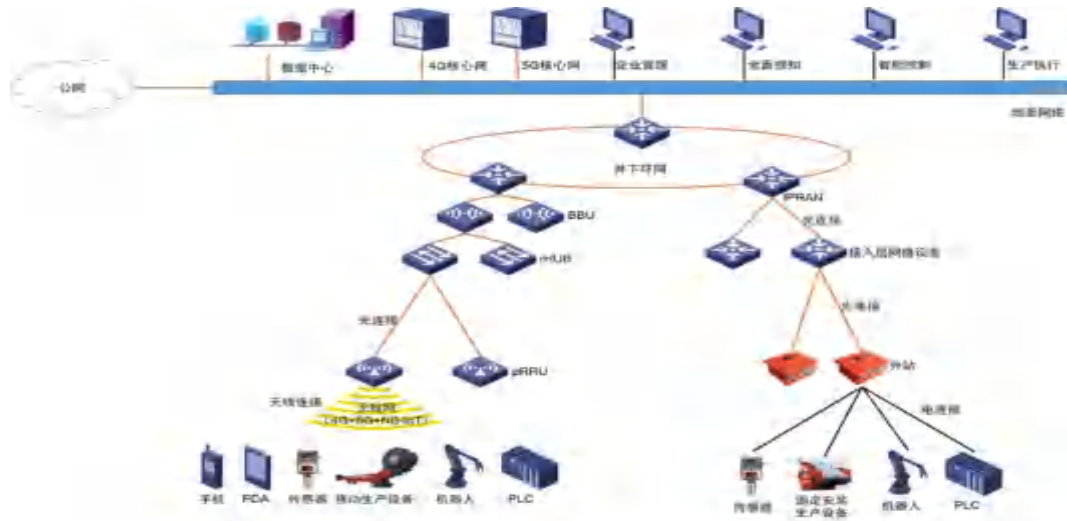 数据中心
4G核心网
5G核心网
企业管理
全面感知
智能控制
生产执行
公网
地面网络
井下环网
IPRAN
BBU
光连接
rHUB
接入层网络设备
光连接
光连接
pRRU
分站
无线连接
无线网
(4G+5G+NB-IoT)
电连接
手机
PDA
传感器
移动生产设备
机器人
PLC
传感器
固定安装
生产设备
机器人
PLC